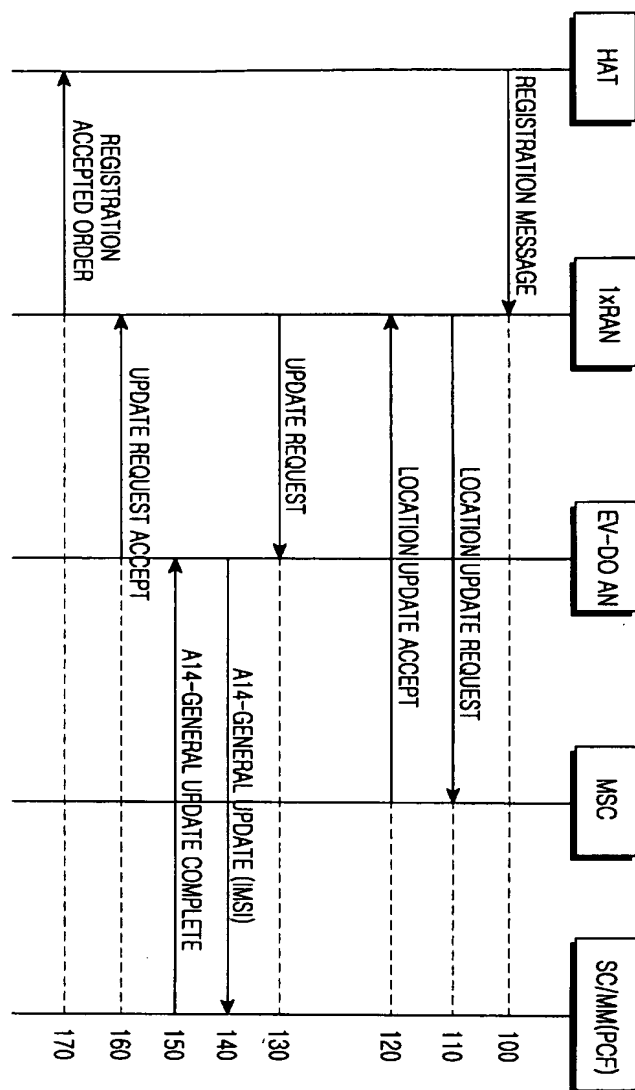 HAT
1xRAN
EV-DO AN
MSC
SC/MM(PCF)
REGISTRATION MESSAGE
100
LOCATION UPDATE REQUEST
110
LOCATION UPDATE ACCEPT
120
UPDATE REQUEST
130
A14-GENERAL UPDATE (IMSI)
140
A14-GENERAL UPDATE COMPLETE
150
UPDATE REQUEST ACCEPT
160
REGISTRATION
ACCEPTED ORDER
170